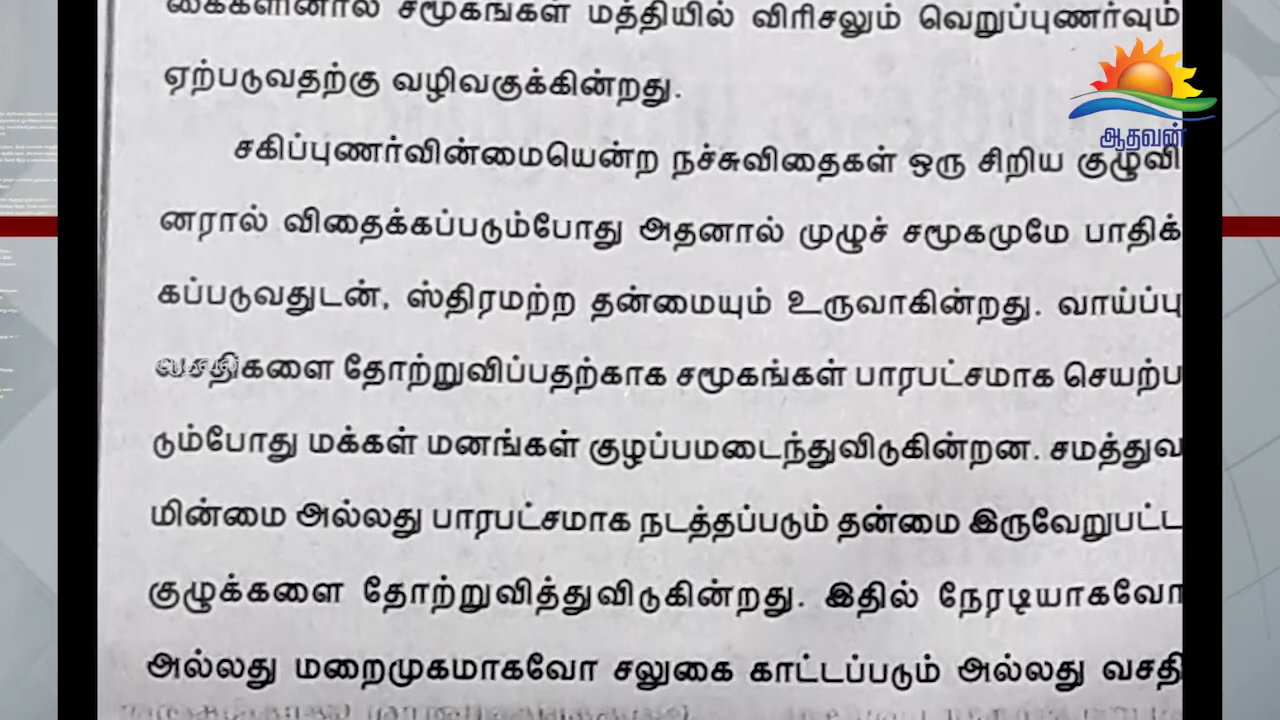 சமூகங்கள் மத்தியில் விரிசலும் வெறுப்புணர்வும்
ஏற்படுவதற்கு வழிவகுக்கின்றது.
ஆதவன்
சகிப்புணர்வின்மையென்ற நச்சுவிதைகள் ஒரு சிறிய குழுவி
னரால் விதைக்கப்படும்போது அதனால் முழுச் சமூகமுமே பாதிக்
கப்படுவதுடன், ஸ்திரமற்ற தன்மையும் உருவாகின்றது. வாய்ப்பு
வசதிகளை தோற்றுவிப்பதற்காக சமூகங்கள் பாரபட்சமாக செயற்ப
டும்போது மக்கள் மனங்கள் குழப்பமடைந்துவிடுகின்றன. சமத்துவ
மின்மை அல்லது பாரபட்சமாக நடத்தப்படும் தன்மை இருவேறுபட்ட
குழுக்களை தோற்றுவித்துவிடுகின்றது. இதில் நேரடியாகவோ
அல்லது மறைமுகமாகவோ சலுகை காட்டப்படும் அல்லது வசதி